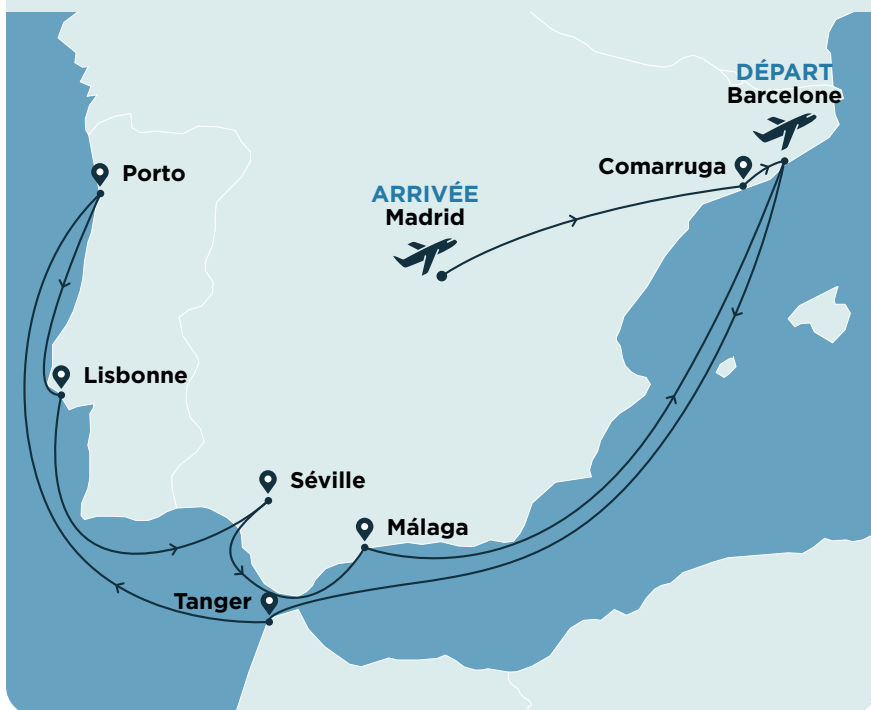 DÉPART
Barcelone
Comarruga
Porto
ARRIVÉE
Madrid
Lisbonne
Séville
Málaga
Tanger